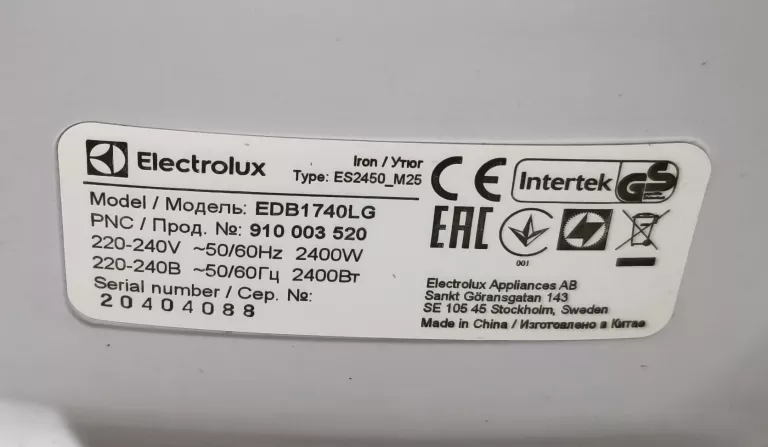 Electrolux
Iron / Утюг
Type: ES2450_M25
Model / Модель: EDB1740LG
PNC / Прод. №: 910 003 520
220-240V ~50/60Hz 2400W
220-240В ~50/60Гц 2400Вт
Serial number / Сер. №:
20404088
CE
Intertek GS
EAC
001
Electrolux Appliances AB
Sankt Göransgatan 143
SE 105 45 Stockholm, Sweden
Made in China / Изготовлено в Китае